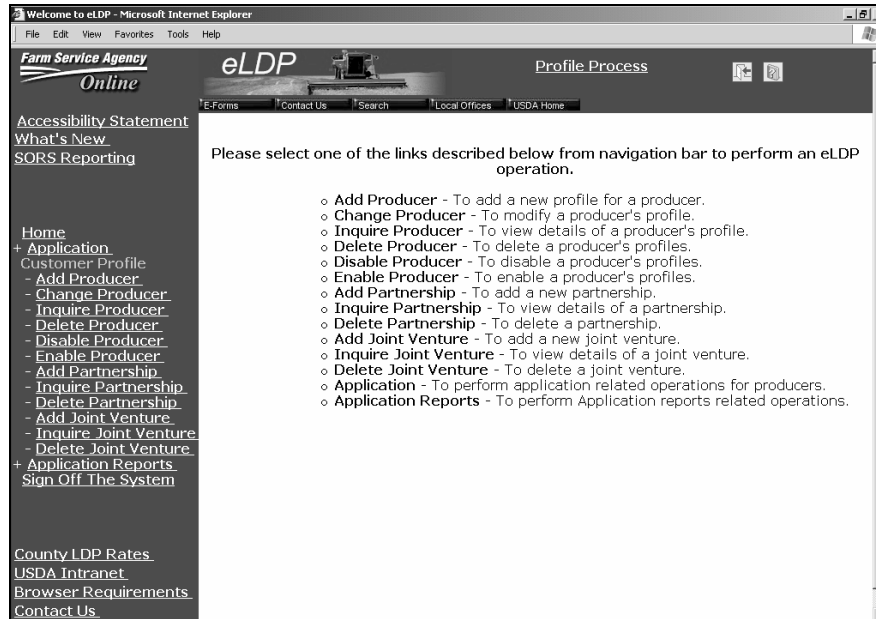 Welcome to eLDP - Microsoft Internet Explorer
File Edit View Favorites Tools Help
Farm Service Agency
Online
eLDP
Profile Process
E-Forms Contact Us Search Local Offices USDA Home
Accessibility Statement
What's New
SORS Reporting
Home
+ Application
Customer Profile
- Add Producer
- Change Producer
- Inquire Producer
- Delete Producer
- Disable Producer
- Enable Producer
- Add Partnership
- Inquire Partnership
- Delete Partnership
- Add Joint Venture
- Inquire Joint Venture
- Delete Joint Venture
+ Application Reports
Sign Off The System
County LDP Rates
USDA Intranet
Browser Requirements
Contact Us
Please select one of the links described below from navigation bar to perform an eLDP
operation.
o Add Producer - To add a new profile for a producer.
o Change Producer - To modify a producer's profile.
o Inquire Producer - To view details of a producer's profile.
o Delete Producer - To delete a producer's profiles.
o Disable Producer - To disable a producer's profiles.
o Enable Producer - To enable a producer's profiles.
o Add Partnership - To add a new partnership.
o Inquire Partnership - To view details of a partnership.
o Delete Partnership - To delete a partnership.
o Add Joint Venture - To add a new joint venture.
o Inquire Joint Venture - To view details of a joint venture.
o Delete Joint Venture - To delete a joint venture.
o Application - To perform application related operations for producers.
o Application Reports - To perform Application reports related operations.